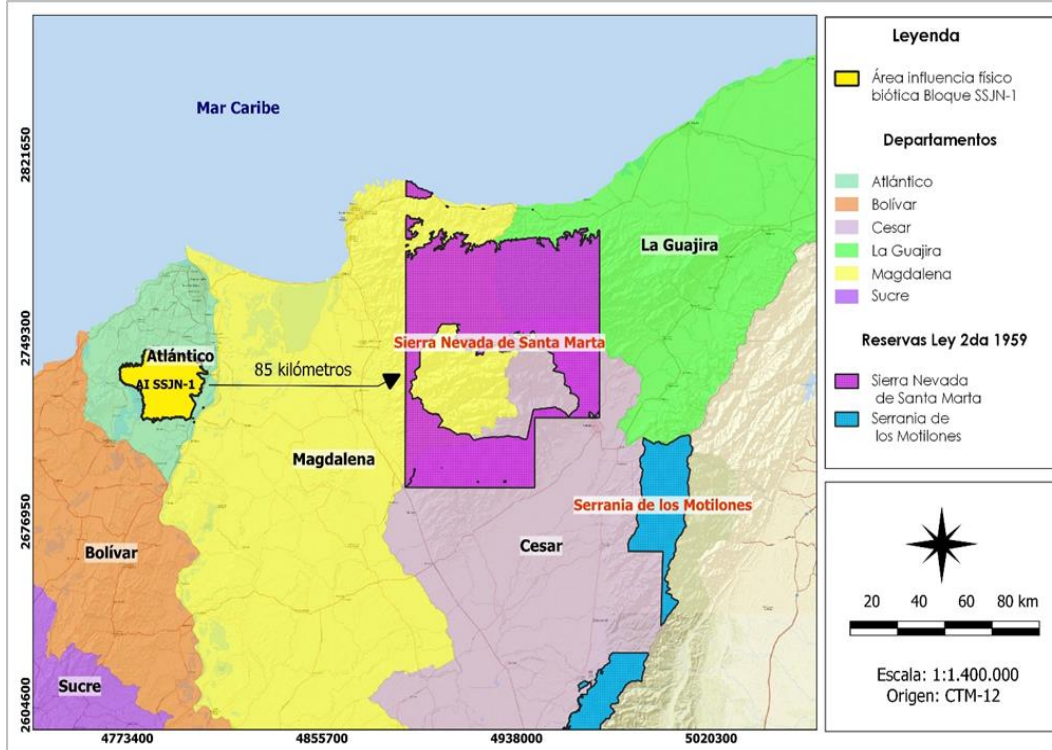 Mar Caribe
La Guajira
Sierra Nevada de Santa Marta
Atlántico
AI SSJN-1
85 kilómetros
Magdalena
Serrania de los Motilones
Cesar
Bolívar
Sucre
2821650
2749300
2676950
2604600
4773400
4855700
4938000
5020300
Leyenda
Área influencia físico
biótica Bloque SSJN-1
Departamentos
Atlántico
Bolívar
Cesar
La Guajira
Magdalena
Sucre
Reservas Ley 2da 1959
Sierra Nevada
de Santa Marta
Serrania de
los Motilones
20 40 60 80 km
Escala: 1:1.400.000
Origen: CTM-12